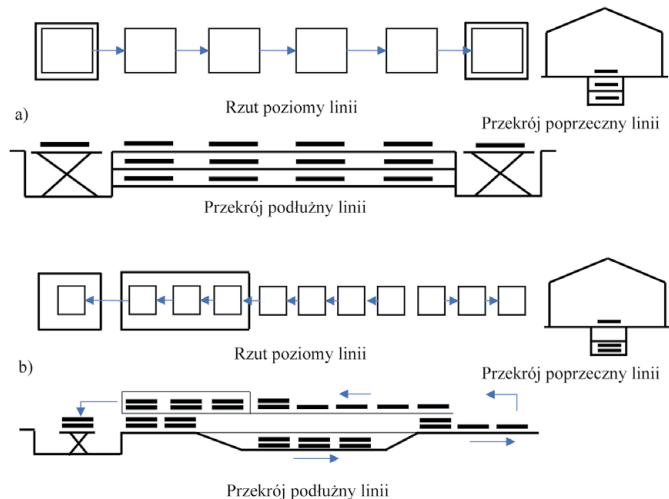 Rzut poziomy linii
Przekrój poprzeczny linii
a)
Przekrój podłużny linii
Rzut poziomy linii
Przekrój poprzeczny linii
b)
Przekrój podłużny linii